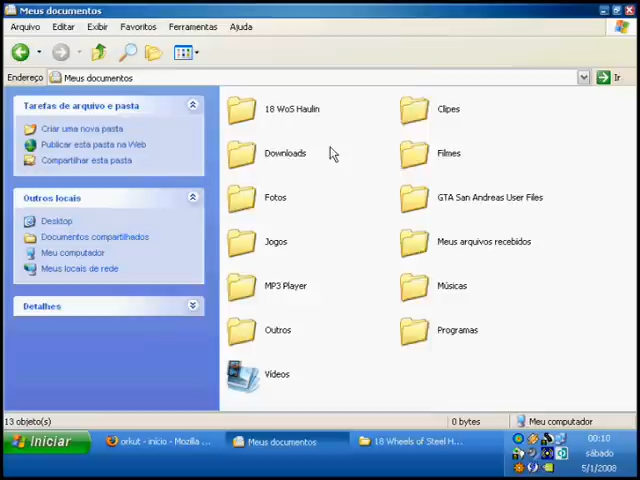 Meus documentos
Arquivo Editar Exibir Favoritos Ferramentas Ajuda
Endereço Meus documentos Ir
Tarefas de arquivo e pasta
Criar uma nova pasta
Publicar esta pasta na Web
Compartilhar esta pasta
Outros locais
Desktop
Documentos compartilhados
Meu computador
Meus locais de rede
Detalhes
18 WoS Haulin Clipes
Downloads Filmes
Fotos GTA San Andreas User Files
Jogos Meus arquivos recebidos
MP3 Player Músicas
Outros Programas
Vídeos
13 objeto(s) 0 bytes Meu computador
Iniciar orkut - início - Mozilla ... Meus documentos 18 Wheels of Steel H... 00:10
sábado
5/1/2008